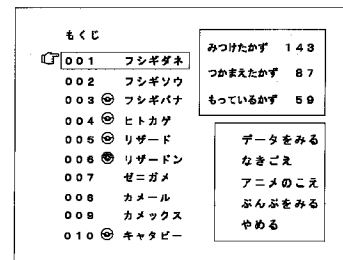 もくじ
001 フシギダネ
002 フシギソウ
003 フシギバナ
004 ヒトカゲ
005 リザード
006 リザードン
007 ゼニガメ
008 カメール
009 カメックス
010 キャタピー
みつけたかず 143
つかまえたかず 87
もっているかず 59
データをみる
なきごえ
アニメのこえ
ぶんぷをみる
やめる